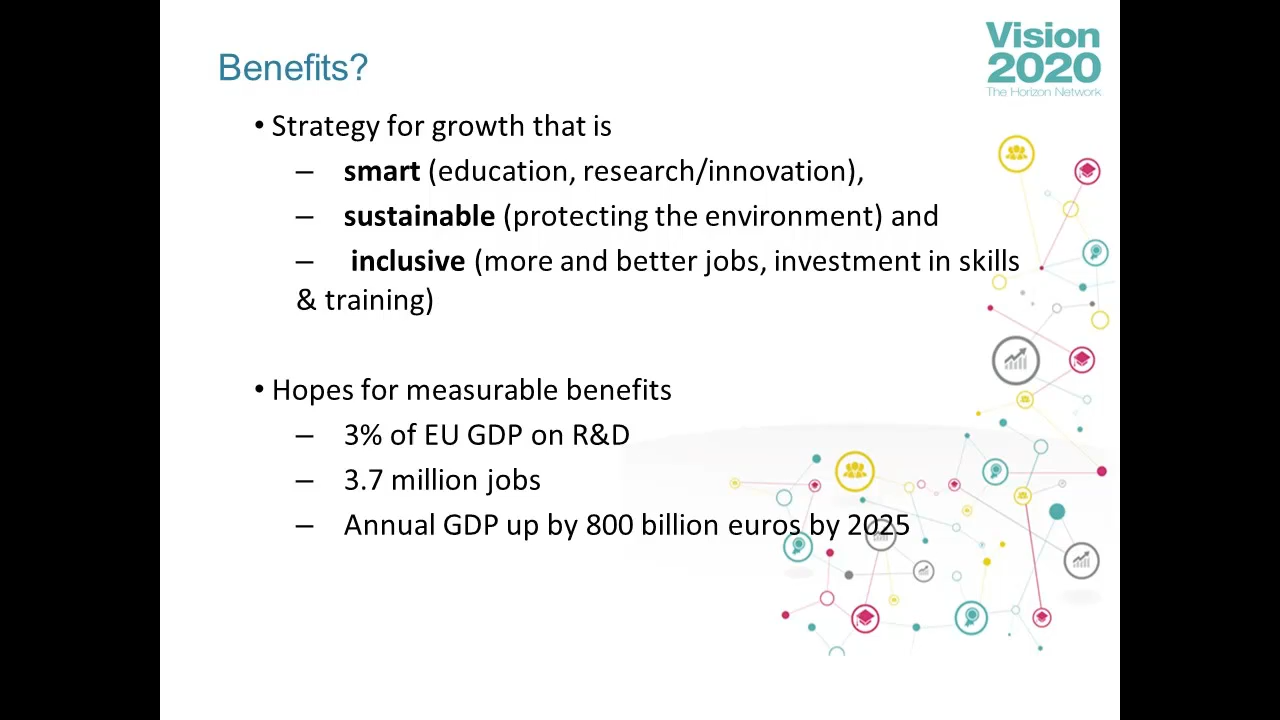 Vision
2020
The Horizon Network
Benefits?
• Strategy for growth that is
– smart (education, research/innovation),
– sustainable (protecting the environment) and
– inclusive (more and better jobs, investment in skills
& training)
• Hopes for measurable benefits
– 3% of EU GDP on R&D
– 3.7 million jobs
– Annual GDP up by 800 billion euros by 2025